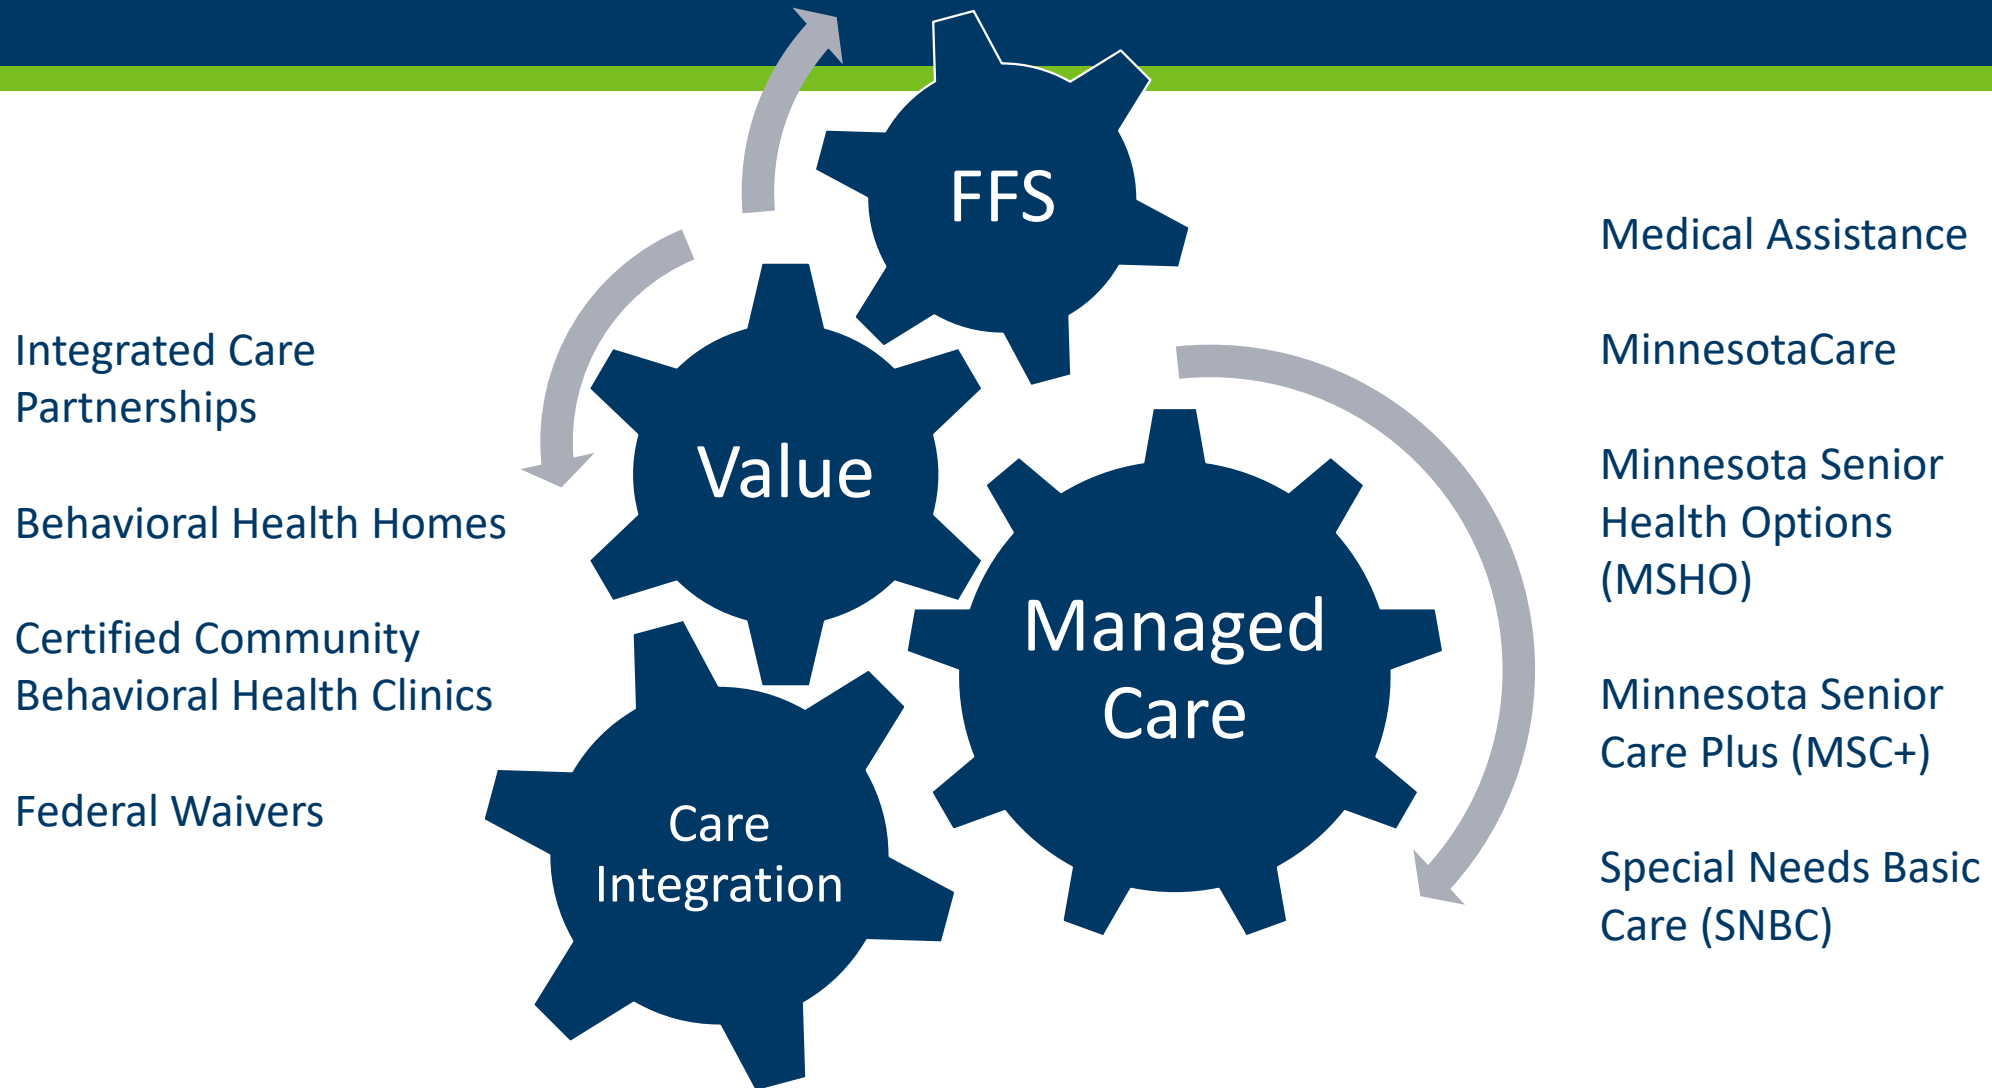 FFS
Value
Managed
Care
Care
Integration
Integrated Care
Partnerships
Behavioral Health Homes
Certified Community
Behavioral Health Clinics
Federal Waivers
Medical Assistance
MinnesotaCare
Minnesota Senior
Health Options
(MSHO)
Minnesota Senior
Care Plus (MSC+)
Special Needs Basic
Care (SNBC)